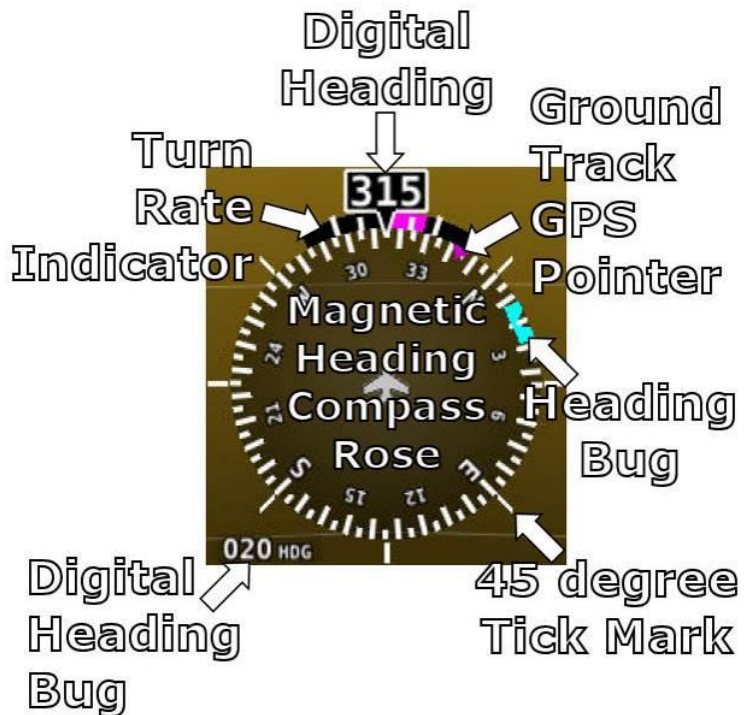 Digital
Heading
Ground
Track
GPS
Pointer
Turn
Rate
Indicator
315
30
33
W
N
24
3
21
6
S
E
15
12
Magnetic
Heading
Compass
Rose
Heading
Bug
020 HDG
Digital
Heading
Bug
45 degree
Tick Mark